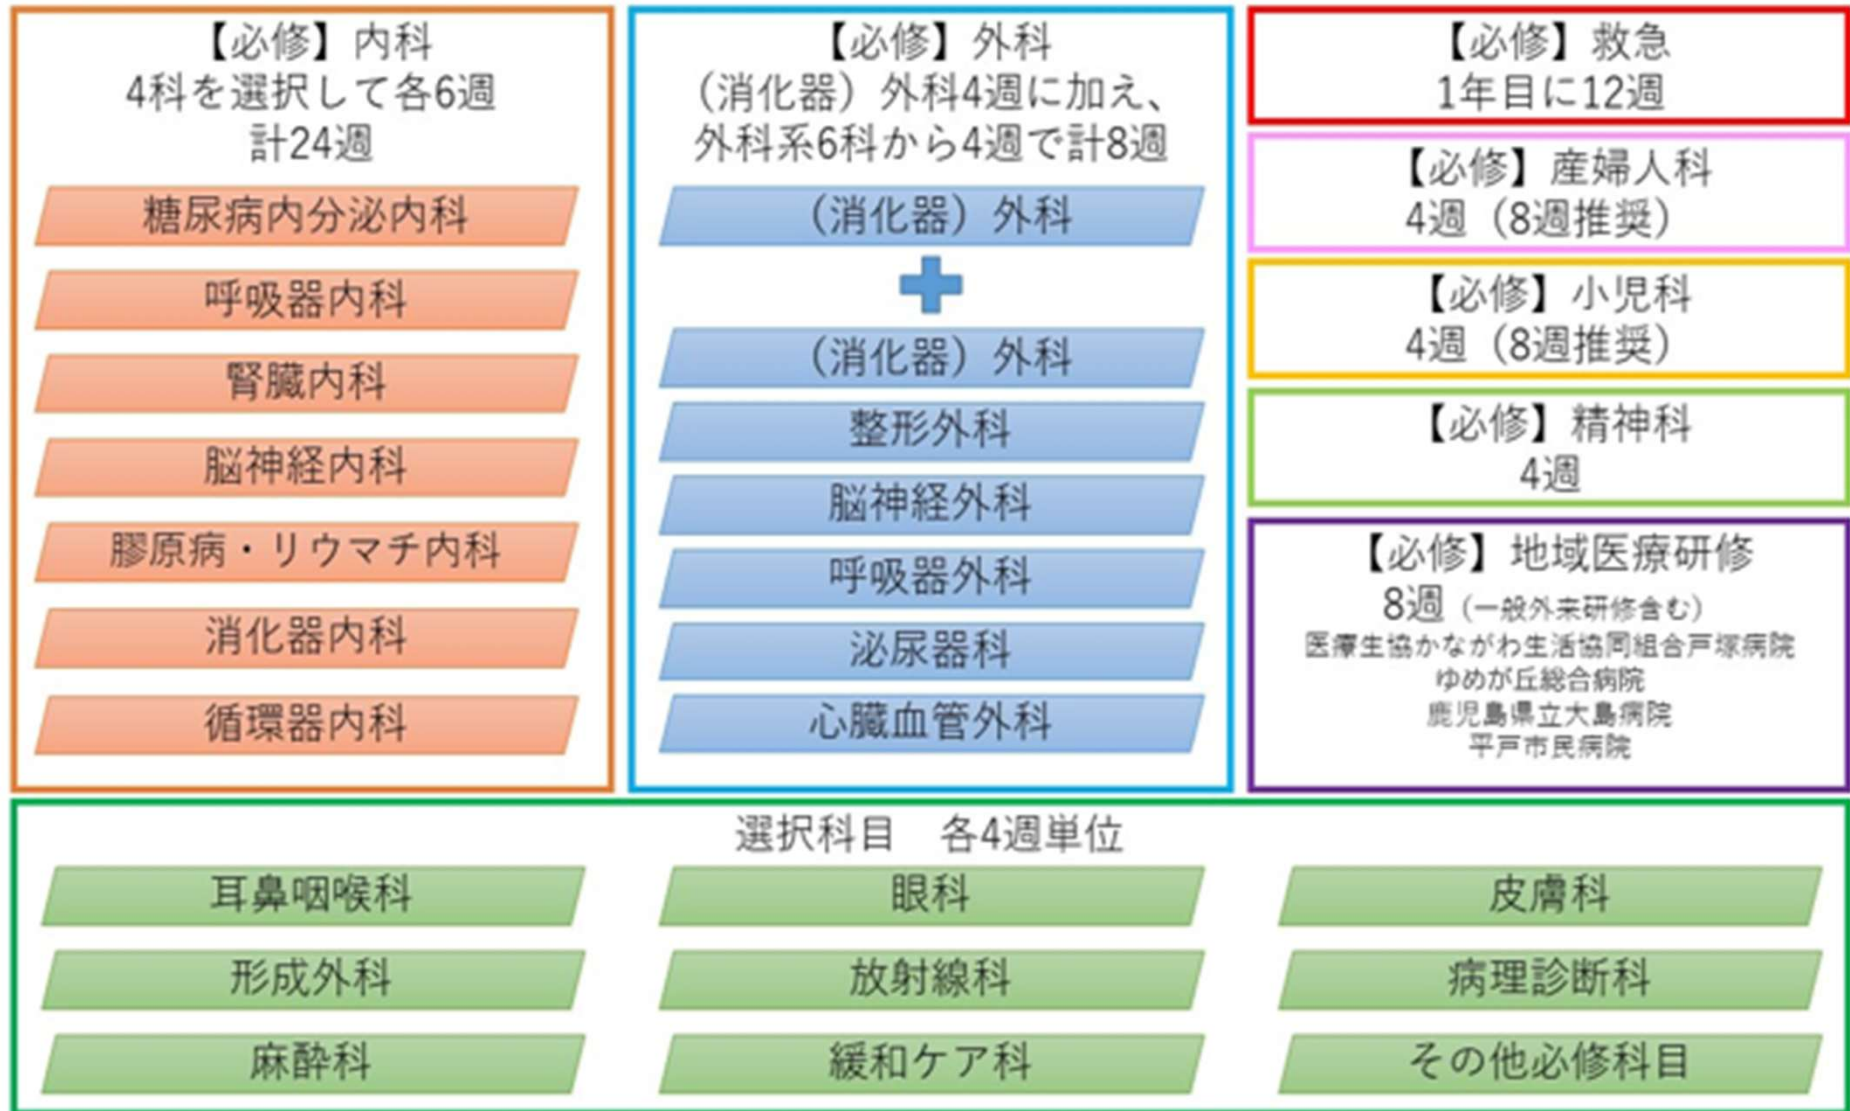 【必修】内科
4科を選択して各6週
計24週
糖尿病内分泌内科
呼吸器内科
腎臓内科
脳神経内科
膠原病・リウマチ内科
消化器内科
循環器内科
【必修】外科
（消化器）外科4週に加え、
外科系6科から4週で計8週
（消化器）外科
（消化器）外科
整形外科
脳神経外科
呼吸器外科
泌尿器科
心臓血管外科
【必修】救急
1年目に12週
【必修】産婦人科
4週（8週推奨）
【必修】小児科
4週（8週推奨）
【必修】精神科
4週
【必修】地域医療研修
8週（一般外来研修含む）
医療生協かながわ生活協同組合戸塚病院
ゆめが丘総合病院
鹿児島県立大島病院
平戸市民病院
選択科目　各4週単位
耳鼻咽喉科
眼科
皮膚科
形成外科
放射線科
病理診断科
麻酔科
緩和ケア科
その他必修科目